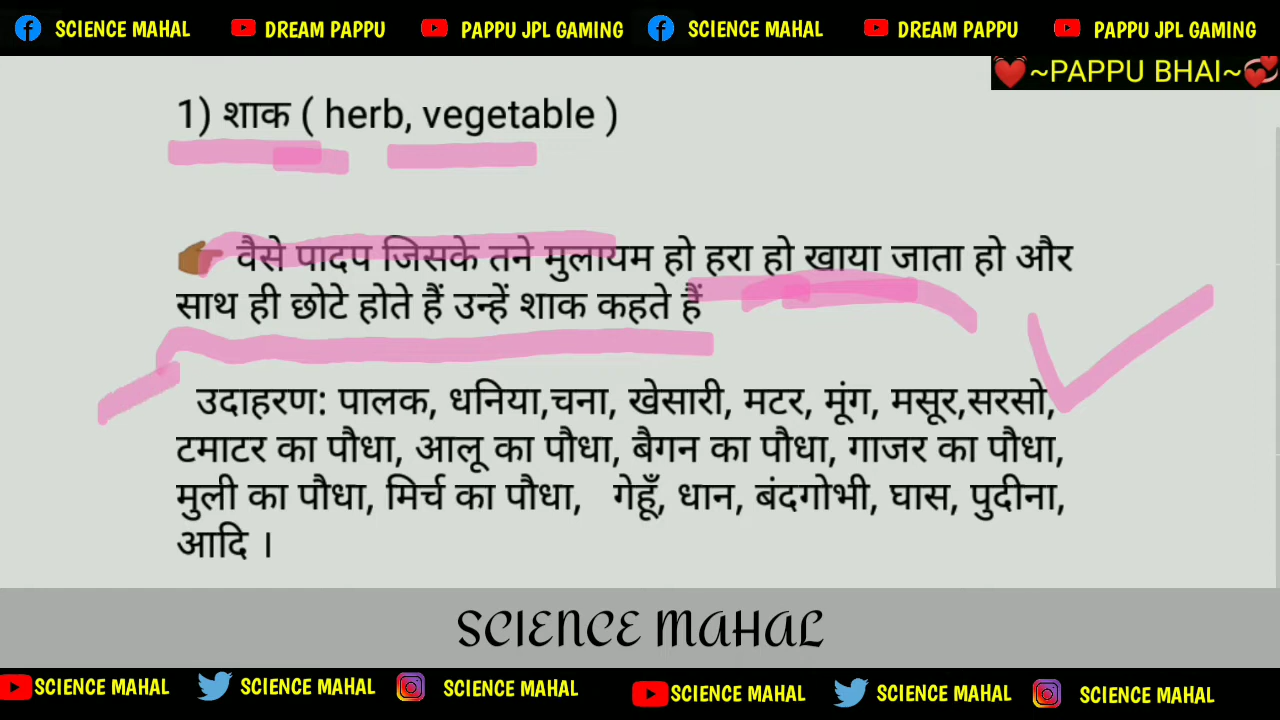 SCIENCE MAHAL DREAM PAPPU PAPPU JPL GAMING SCIENCE MAHAL DREAM PAPPU PAPPU JPL GAMING
~PAPPU BHAI~
1) शाक ( herb, vegetable )
वैसे पादप जिसके तने मुलायम हो हरा हो खाया जाता हो और
साथ ही छोटे होते हैं उन्हें शाक कहते हैं
उदाहरण: पालक, धनिया,चना, खेसारी, मटर, मूंग, मसूर,सरसो,
टमाटर का पौधा, आलू का पौधा, बैगन का पौधा, गाजर का पौधा,
मुली का पौधा, मिर्च का पौधा, गेहूँ, धान, बंदगोभी, घास, पुदीना,
आदि ।
SCIENCE MAHAL
SCIENCE MAHAL SCIENCE MAHAL SCIENCE MAHAL SCIENCE MAHAL SCIENCE MAHAL SCIENCE MAHAL